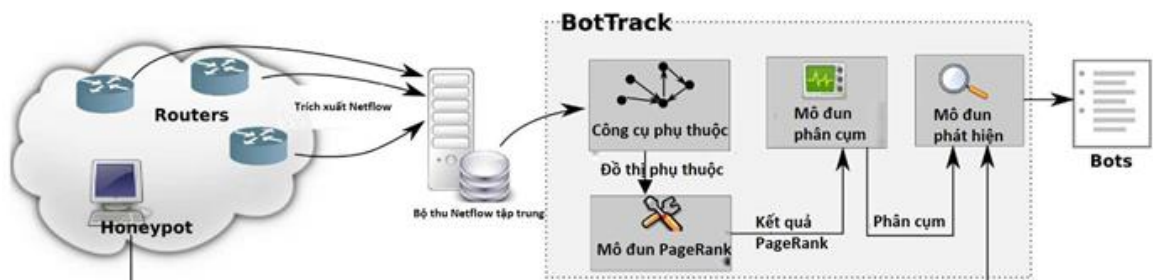 BotTrack
Routers
Trích xuất Netflow
Honeypot
Bộ thu Netflow tập trung
Công cụ phụ thuộc
Đồ thị phụ thuộc
Mô đun PageRank
Kết quả
PageRank
Mô đun
phân cụm
Phân cụm
Mô đun
phát hiện
Bots